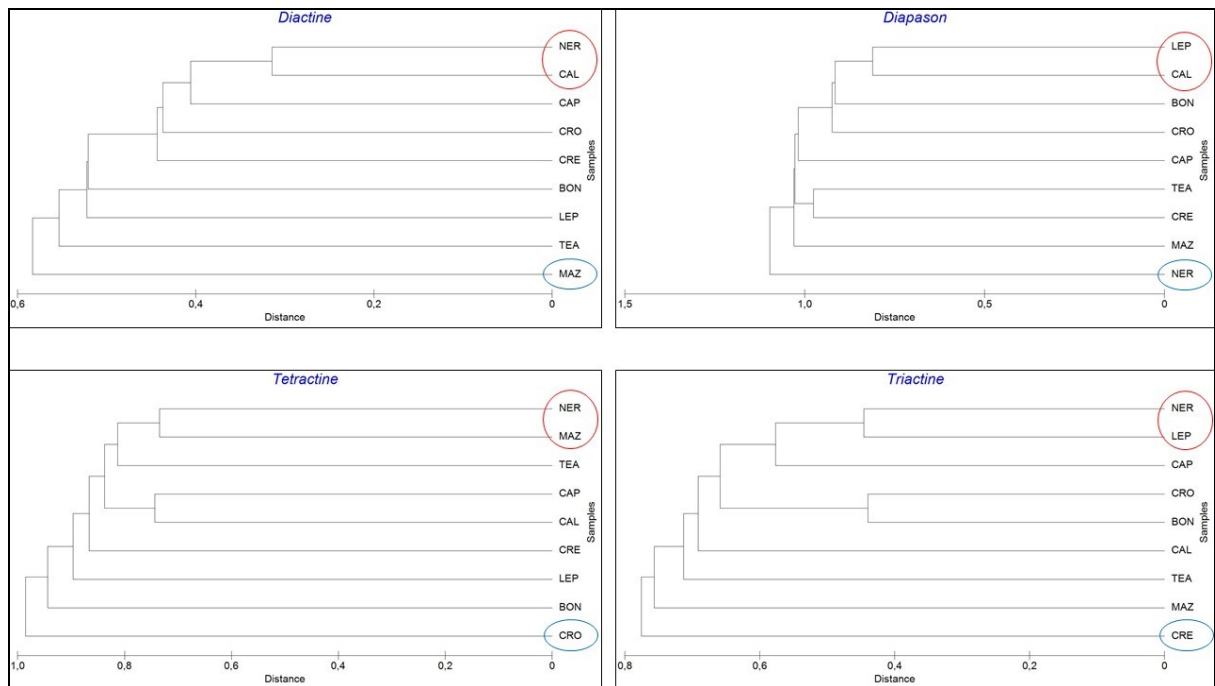 Diactine
NER
CAL
CAP
CRO
CRE
BON
LEP
TEA
MAZ
Samples
0,6 0,4 0,2 0
Distance
Diapason
LEP
CAL
BON
CRO
CAP
TEA
CRE
MAZ
NER
Samples
1,5 1,0 0,5 0
Distance
Tetractine
NER
MAZ
TEA
CAP
CAL
CRE
LEP
BON
CRO
Samples
1,0 0,8 0,6 0,4 0,2 0
Distance
Triactine
NER
LEP
CAP
CRO
BON
CAL
TEA
MAZ
CRE
Samples
0,8 0,6 0,4 0,2 0
Distance